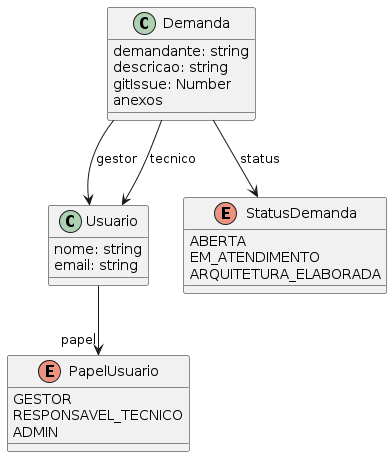 C Demanda
demandante: string
descricao: string
gitIssue: Number
anexos
gestor
tecnico
status
C Usuario
nome: string
email: string
E StatusDemanda
ABERTA
EM_ATENDIMENTO
ARQUITETURA_ELABORADA
papel
E PapelUsuario
GESTOR
RESPONSAVEL_TECNICO
ADMIN